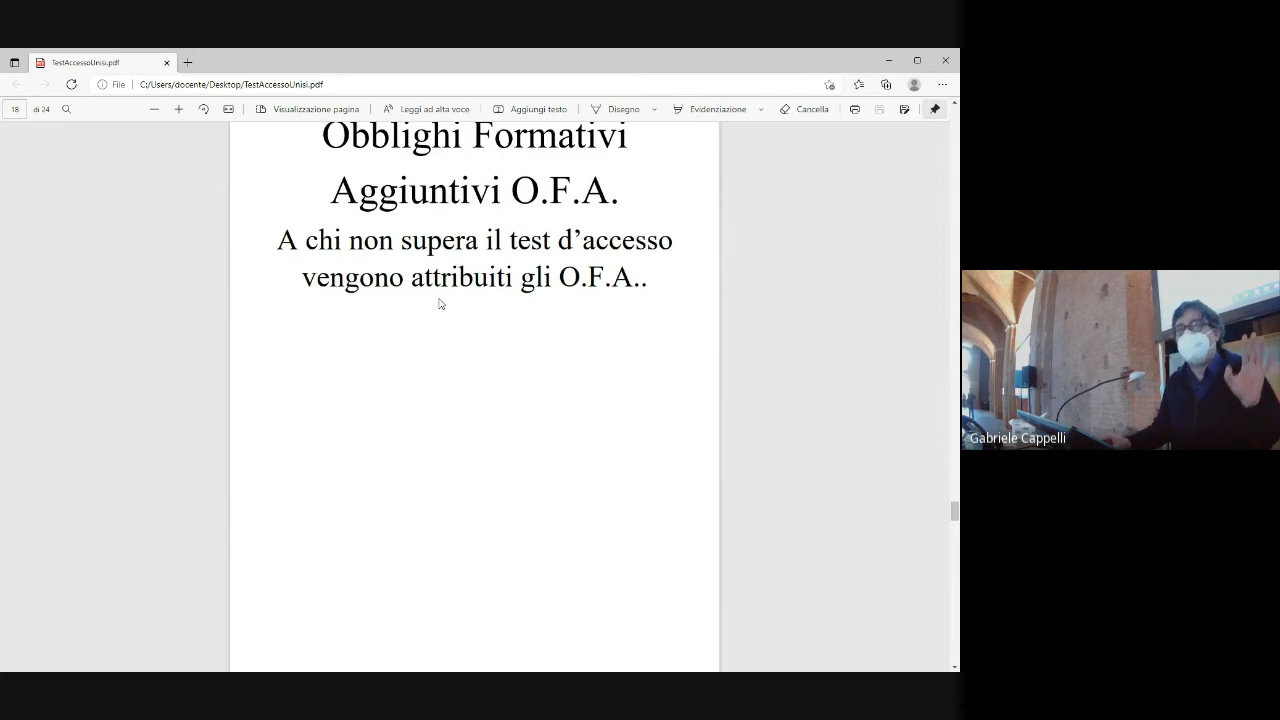 TestAccessoUnisi.pdf
File
C:/Users/docente/Desktop/TestAccessoUnisi.pdf
18 di 24
Visualizzazione pagina
Leggi ad alta voce
Aggiungi testo
Disegno
Evidenziazione
Cancella
Obblighi Formativi
Aggiuntivi O.F.A.
A chi non supera il test d’accesso
vengono attribuiti gli O.F.A..
Gabriele Cappelli